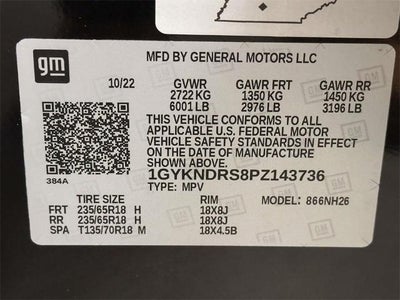 gm
MFD BY GENERAL MOTORS LLC
10/22 GVWR GAWR FRT GAWR RR
2722 KG 1350 KG 1450 KG
6001 LB 2976 LB 3196 LB
THIS VEHICLE CONFORMS TO ALL
APPLICABLE U.S. FEDERAL MOTOR
VEHICLE SAFETY STANDARDS IN EFFECT
ON THE DATE OF MANUFACTURE
SHOWN ABOVE.
384A
1GYKNDRS8PZ143736
TYPE: MPV
TIRE SIZE RIM MODEL: 866NH26
FRT 235/65R18 H 18X8J
RR 235/65R18 H 18X8J
SPA T135/70R18 M 18X4.5B